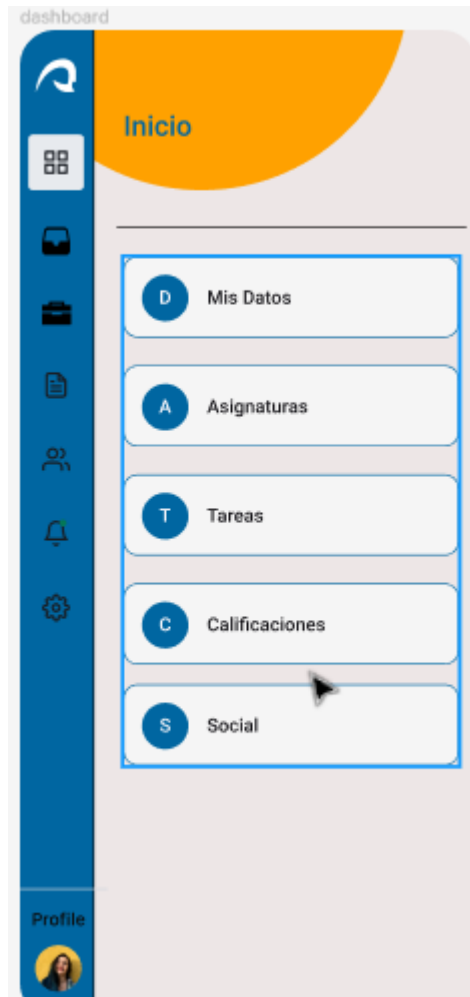 dashboard
Inicio
D Mis Datos
A Asignaturas
T Tareas
C Calificaciones
S Social
Profile